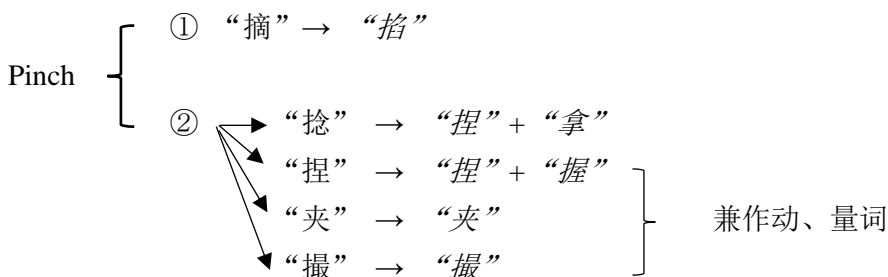 ① “摘” → “掐”
Pinch
② “捻” → “捏” + “拿”
“捏” → “捏” + “握”
“夹” → “夹”
兼作动、量词
“撮” → “撮”